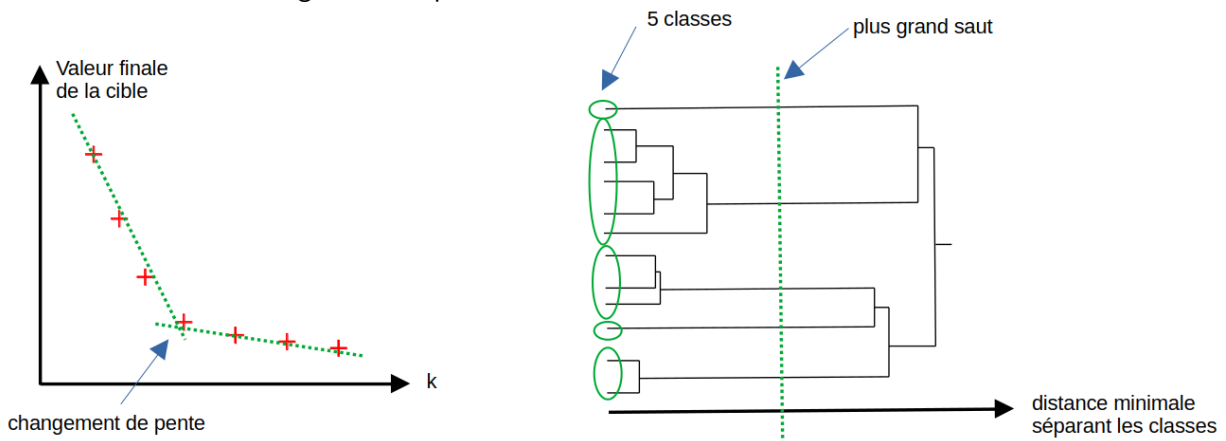 5 classes
plus grand saut
Valeur finale
de la cible
k
changement de pente
distance minimale
séparant les classes